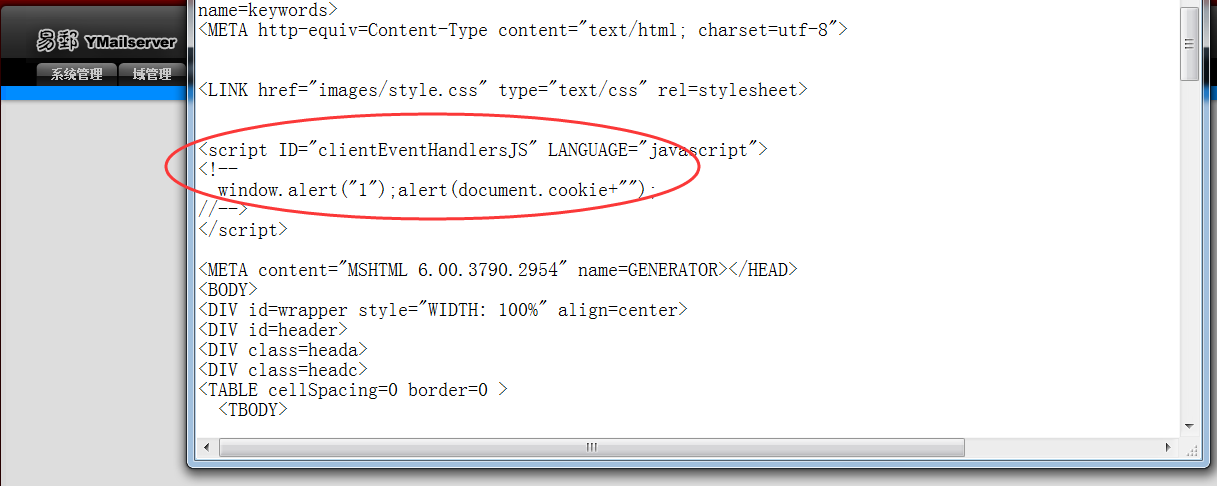 易郵 YMailserver
系统管理 域管理
name=keywords>
<META http-equiv=Content-Type content="text/html; charset=utf-8">
<LINK href="images/style.css" type="text/css" rel=stylesheet>
<script ID="clientEventHandlersJS" LANGUAGE="javascript">
<!--
window.alert("1");alert(document.cookie+"");
//-->
</script>
<META content="MSHTML 6.00.3790.2954" name=GENERATOR></HEAD>
<BODY>
<DIV id=wrapper style="WIDTH: 100%" align=center>
<DIV id=header>
<DIV class=heada>
<DIV class=headc>
<TABLE cellSpacing=0 border=0 >
<TBODY>